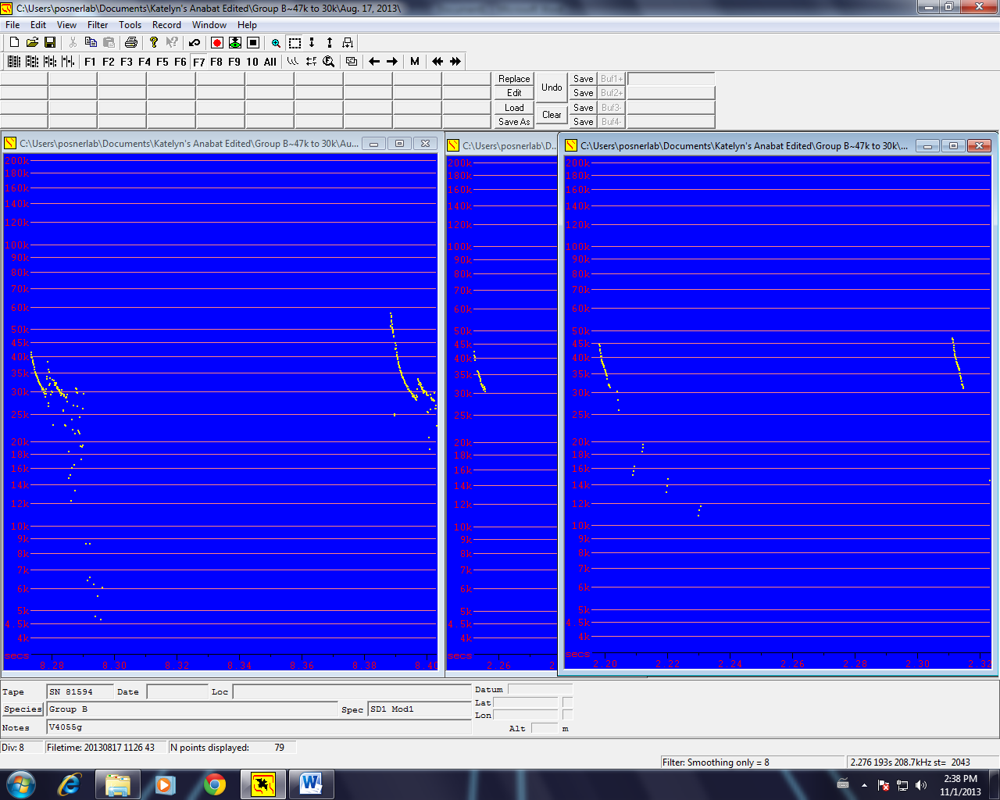 C:\Users\posnerlab\Documents\Katelyn's Anabat Edited\Group B~47k to 30k\Aug. 17, 2013\
File Edit View Filter Tools Record Window Help
F1 F2 F3 F4 F5 F6 F7 F8 F9 10 All M
Replace Undo Save Buf1+
Edit Save Buf2+
Load Clear Save Buf3-
Save As Save Buf4-
C:\Users\posnerlab\Documents\Katelyn's Anabat Edited\Group B~47k to 30k\Au...
200k
180k
160k
140k
120k
100k
90k
80k
70k
60k
50k
45k
40k
35k
30k
25k
20k
18k
16k
14k
12k
10k
9k
8k
7k
6k
5k
4.5k
4k
secs
8.28 8.30 8.32 8.34 8.36 8.38 8.40
C:\Users\posnerlab\D...
200k
180k
160k
140k
120k
100k
90k
80k
70k
60k
50k
45k
40k
35k
30k
25k
20k
18k
16k
14k
12k
10k
9k
8k
7k
6k
5k
4.5k
4k
secs
2.26 2
C:\Users\posnerlab\Documents\Katelyn's Anabat Edited\Group B~47k to 30k\...
200k
180k
160k
140k
120k
100k
90k
80k
70k
60k
50k
45k
40k
35k
30k
25k
20k
18k
16k
14k
12k
10k
9k
8k
7k
6k
5k
4.5k
4k
secs
2.20 2.22 2.24 2.26 2.28 2.30 2.32
Tape SN 81594 Date Loc
Species Group B Spec SD1 Mod1
Notes V4055g
Datum
Lat
Lon
Alt m
Div: 8 Filetime: 20130817 1126 43 N points displayed: 79
Filter: Smoothing only = 8 2.276 193s 208.7kHz st= 2043
2:38 PM
11/1/2013